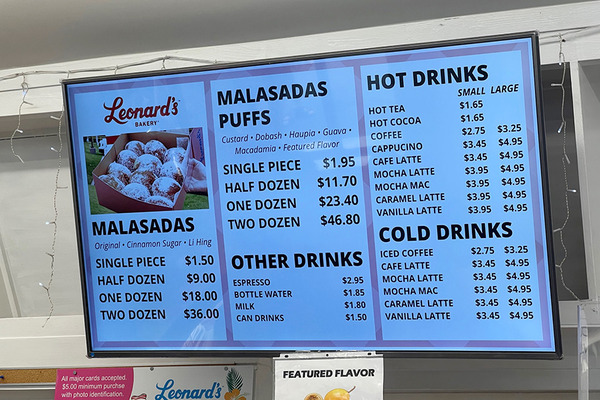 Leonard's
BAKERY
MALASADAS
Original • Cinnamon Sugar • Li Hing
SINGLE PIECE $1.50
HALF DOZEN $9.00
ONE DOZEN $18.00
TWO DOZEN $36.00
MALASADAS
PUFFS
Custard • Dobash • Haupia • Guava •
Macadamia • Featured Flavor
SINGLE PIECE $1.95
HALF DOZEN $11.70
ONE DOZEN $23.40
TWO DOZEN $46.80
OTHER DRINKS
ESPRESSO $2.95
BOTTLE WATER $1.85
MILK $1.80
CAN DRINKS $1.50
HOT DRINKS
SMALL LARGE
HOT TEA $1.65
HOT COCOA $1.65
COFFEE $2.75 $3.25
CAPPUCINO $3.45 $4.95
CAFE LATTE $3.45 $4.95
MOCHA LATTE $3.95 $4.95
MOCHA MAC $3.95 $4.95
CARAMEL LATTE $3.95 $4.95
VANILLA LATTE $3.95 $4.95
COLD DRINKS
ICED COFFEE $2.75 $3.25
CAFE LATTE $3.45 $4.95
MOCHA LATTE $3.45 $4.95
MOCHA MAC $3.45 $4.95
CARAMEL LATTE $3.45 $4.95
VANILLA LATTE $3.45 $4.95
All major cards accepted.
$5.00 minimum purchse
with photo identification.
Leonard's
FEATURED FLAVOR